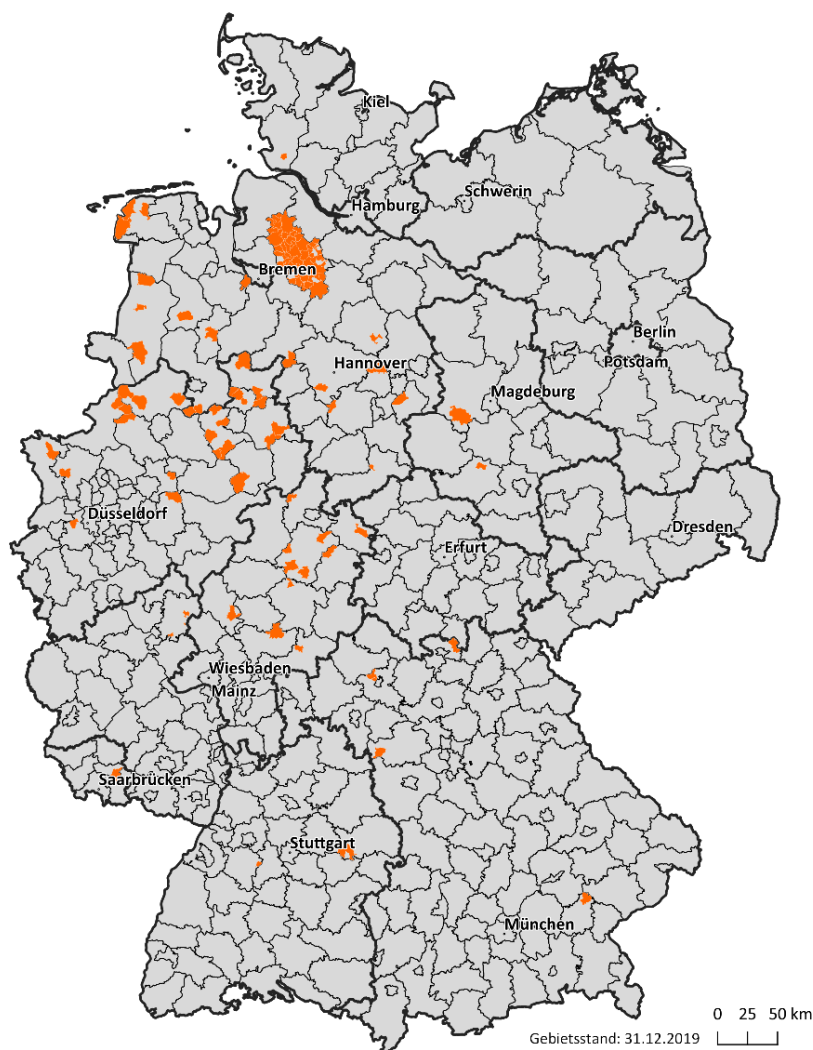 Kiel
Schwerin
Hamburg
Bremen
Berlin
Hannover
Potsdam
Magdeburg
Düsseldorf
Dresden
Erfurt
Wiesbaden
Mainz
Saarbrücken
Stuttgart
München
0 25 50 km
Gebietsstand: 31.12.2019